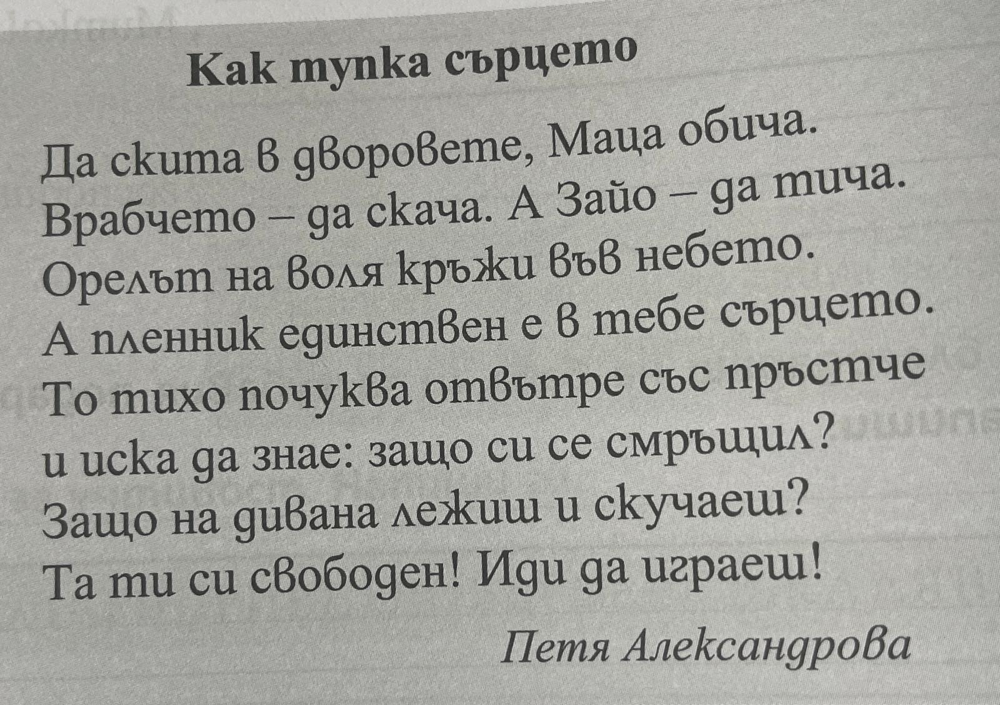 Как тупка сърцето
Да скита в дворовете, Маца обича.
Врабчето – да скача. А Зайо – да тича.
Орелът на воля кръжи във небето.
А пленник единствен е в тебе сърцето.
То тихо почуква отвътре със пръстче
и иска да знае: защо си се смръщил?
Защо на дивана лежиш и скучаеш?
Та ти си свободен! Иди да играеш!
Петя Александрова